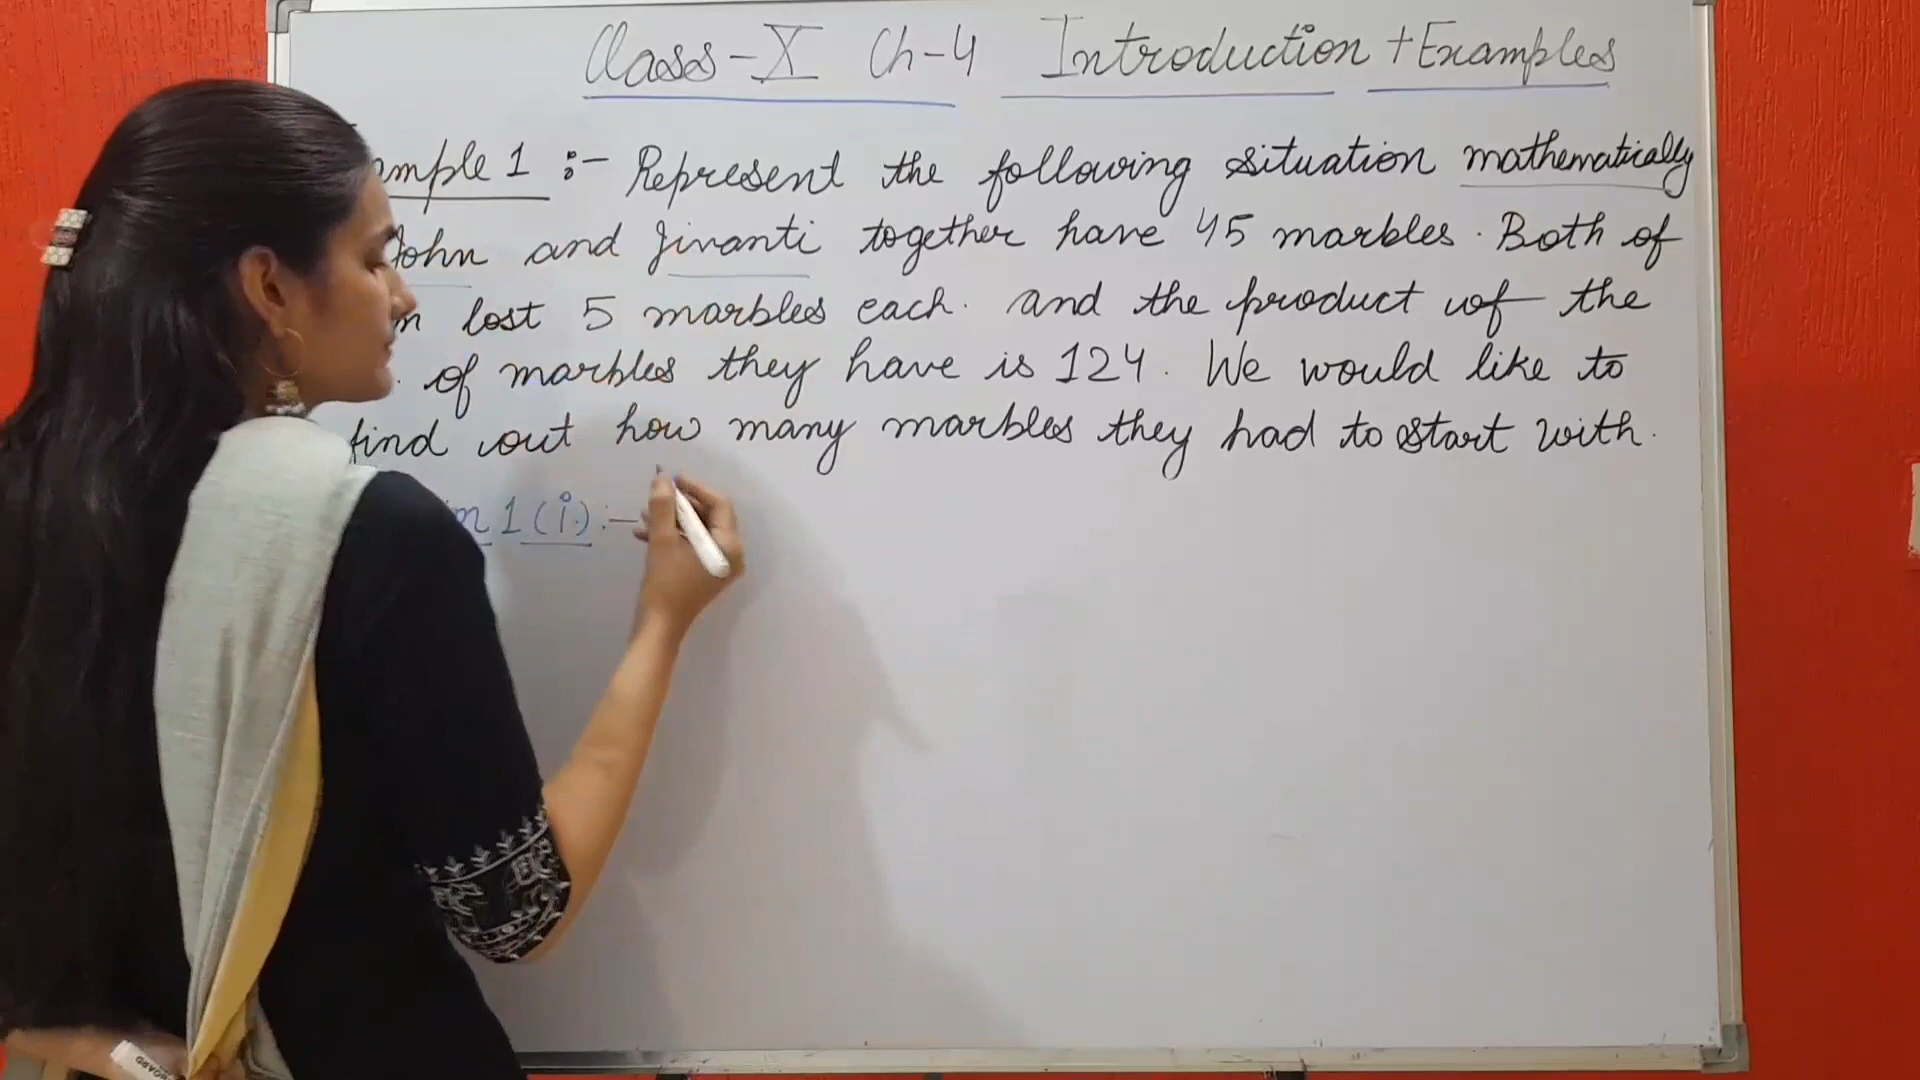 Class-X Ch-4 Introduction + Examples
ample 1 :- Represent the following situation mathematically
John and Jivanti together have 45 marbles. Both of
m lost 5 marbles each. and the product of the
. of marbles they have is 124. We would like to
find out how many marbles they had to start with.
n 1 (i) :-